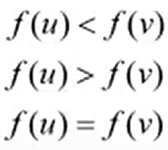 f(u) < f(v)
f(u) > f(v)
f(u) = f(v)